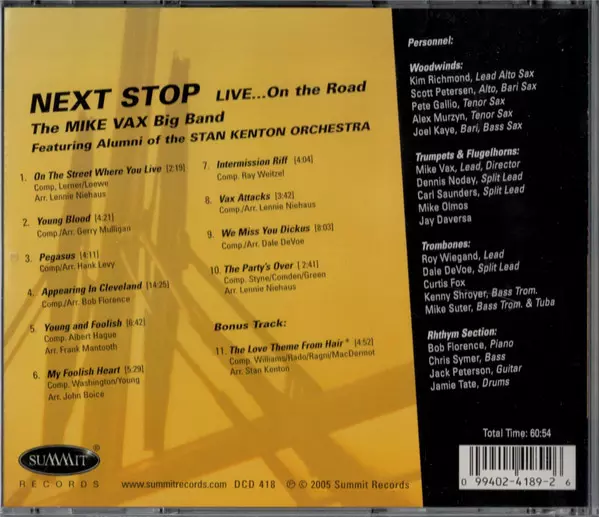 NEXT STOP LIVE...On the Road
The MIKE VAX Big Band
Featuring Alumni of the STAN KENTON ORCHESTRA
1. On The Street Where You Live [2:19]
Comp. Lerner/Loewe
Arr. Lennie Niehaus
2. Young Blood [4:21]
Comp./Arr. Gerry Mulligan
3. Pegasus [4:11]
Comp./Arr. Hank Levy
4. Appearing In Cleveland [14:25]
Comp./Arr. Bob Florence
5. Young and Foolish [6:42]
Comp. Albert Hague
Arr. Frank Mantooth
6. My Foolish Heart [5:29]
Comp. Washington/Young
Arr. John Boice
7. Intermission Riff [4:04]
Comp. Ray Weitzel
8. Vax Attacks [3:42]
Comp./Arr. Lennie Niehaus
9. We Miss You Dickus [8:03]
Comp./Arr. Dale DeVoe
10. The Party's Over [2:41]
Comp. Styne/Comden/Green
Arr. Lennie Niehaus
Bonus Track:
11. The Love Theme From Hair* [4:52]
Comp. Williams/Rado/Ragni/MacDermot
Arr. Stan Kenton
Personnel:
Woodwinds:
Kim Richmond, Lead Alto Sax
Scott Petersen, Alto, Bari Sax
Pete Gallio, Tenor Sax
Alex Murzyn, Tenor Sax
Joel Kaye, Bari, Bass Sax
Trumpets & Flugelhorns:
Mike Vax, Lead, Director
Dennis Noday, Split Lead
Carl Saunders, Split Lead
Mike Olmos
Jay Daversa
Trombones:
Roy Wiegand, Lead
Dale DeVoe, Split Lead
Curtis Fox
Kenny Shroyer, Bass Trom.
Mike Suter, Bass Trom. & Tuba
Rhthym Section:
Bob Florence, Piano
Chris Symer, Bass
Jack Peterson, Guitar
Jamie Tate, Drums
Total Time: 60:54
0 99402-4189-2 6
SUMMIT®
RECORDS
www.summitrecords.com DCD 418 ℗ © 2005 Summit Records